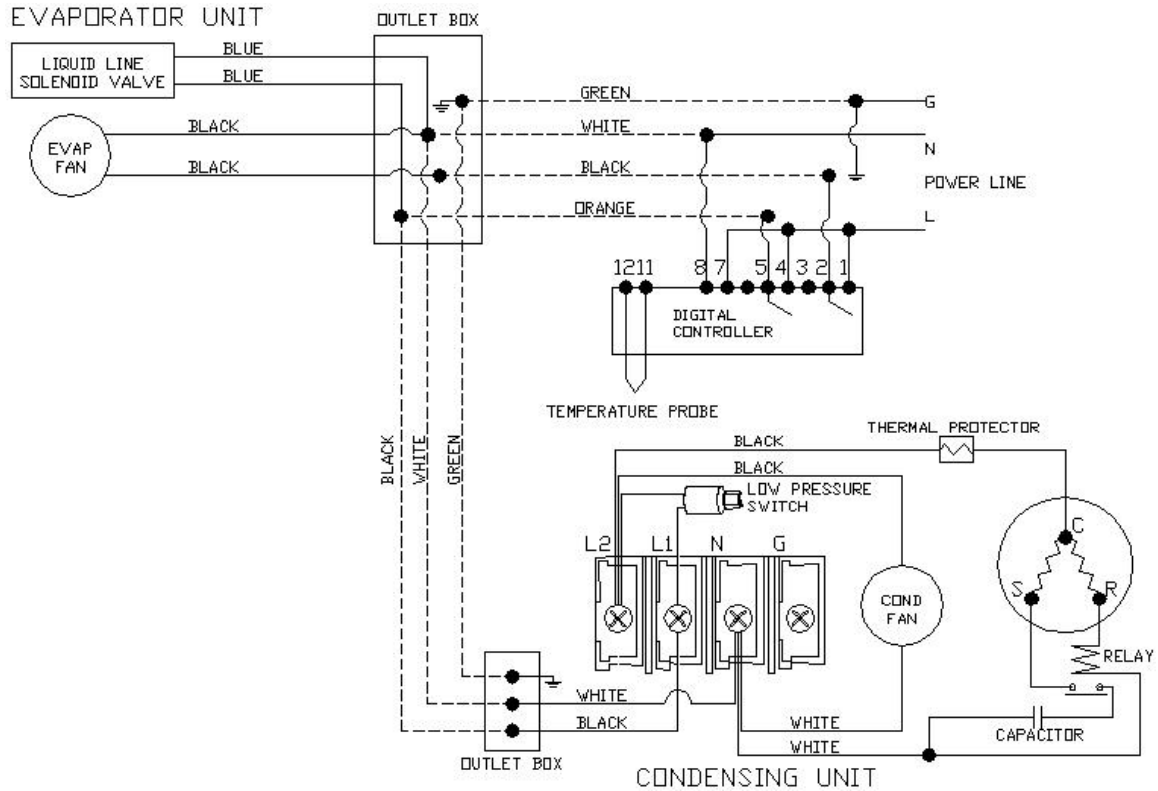 EVAPORATOR UNIT
OUTLET BOX
LIQUID LINE
SOLENOID VALVE
BLUE
BLUE
GREEN
G
BLACK
WHITE
N
EVAP
FAN
BLACK
BLACK
POWER LINE
ORANGE
L
12 11 8 7 5 4 3 2 1
DIGITAL
CONTROLLER
TEMPERATURE PROBE
BLACK
WHITE
GREEN
BLACK
THERMAL PROTECTOR
BLACK
LOW PRESSURE
SWITCH
L2 L1 N G
C
S
R
COND
FAN
RELAY
WHITE
BLACK
WHITE
WHITE
CAPACITOR
OUTLET BOX
CONDENSING UNIT